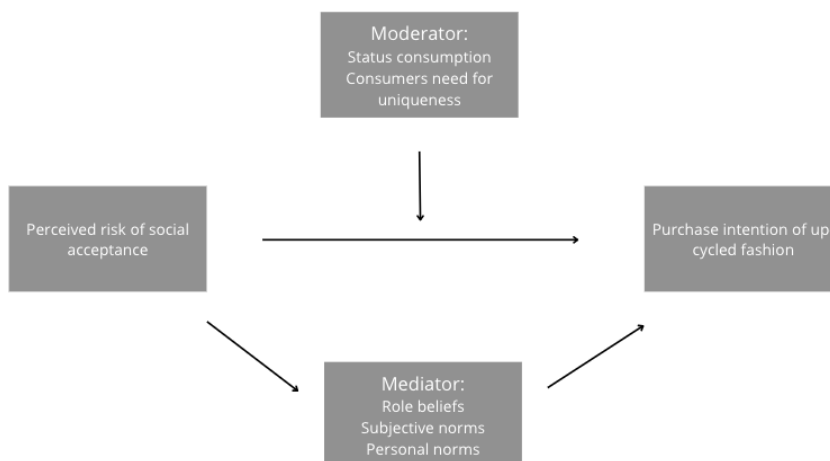 Moderator:
Status consumption
Consumers need for
uniqueness
Perceived risk of social
acceptance
Purchase intention of up
cycled fashion
Mediator:
Role beliefs
Subjective norms
Personal norms